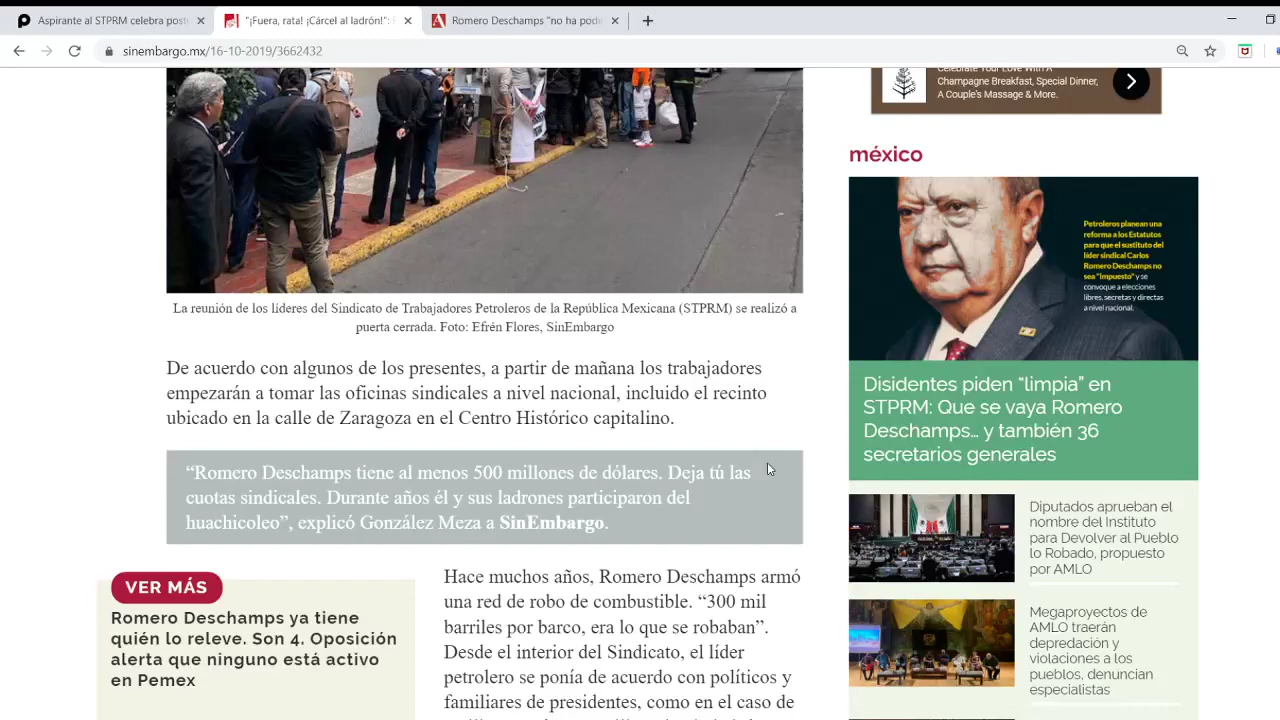 Aspirante al STPRM celebra post
"¡Fuera, rata! ¡Cárcel al ladrón!":
Romero Deschamps "no ha pod
sinembargo.mx/16-10-2019/3662432
Celebrate Your Love With A
Champagne Breakfast, Special Dinner,
A Couple's Massage & More.
La reunión de los líderes del Sindicato de Trabajadores Petroleros de la República Mexicana (STPRM) se realizó a
puerta cerrada. Foto: Efrén Flores, SinEmbargo
De acuerdo con algunos de los presentes, a partir de mañana los trabajadores
empezarán a tomar las oficinas sindicales a nivel nacional, incluido el recinto
ubicado en la calle de Zaragoza en el Centro Histórico capitalino.
“Romero Deschamps tiene al menos 500 millones de dólares. Deja tú las
cuotas sindicales. Durante años él y sus ladrones participaron del
huachicoleo”, explicó González Meza a SinEmbargo.
VER MÁS
Romero Deschamps ya tiene
quién lo releve. Son 4. Oposición
alerta que ninguno está activo
en Pemex
Hace muchos años, Romero Deschamps armó
una red de robo de combustible. “300 mil
barriles por barco, era lo que se robaban”.
Desde el interior del Sindicato, el líder
petrolero se ponía de acuerdo con políticos y
familiares de presidentes, como en el caso de
méxico
Petroleros planean una
reforma a los Estatutos
para que el sustituto del
líder sindical Carlos
Romero Deschamps no
sea "impuesto" y se
convoque a elecciones
libres, secretas y directas
a nivel nacional.
Disidentes piden “limpia” en
STPRM: Que se vaya Romero
Deschamps… y también 36
secretarios generales
Diputados aprueban el
nombre del Instituto
para Devolver al Pueblo
lo Robado, propuesto
por AMLO
Megaproyectos de
AMLO traerán
depredación y
violaciones a los
pueblos, denuncian
especialistas